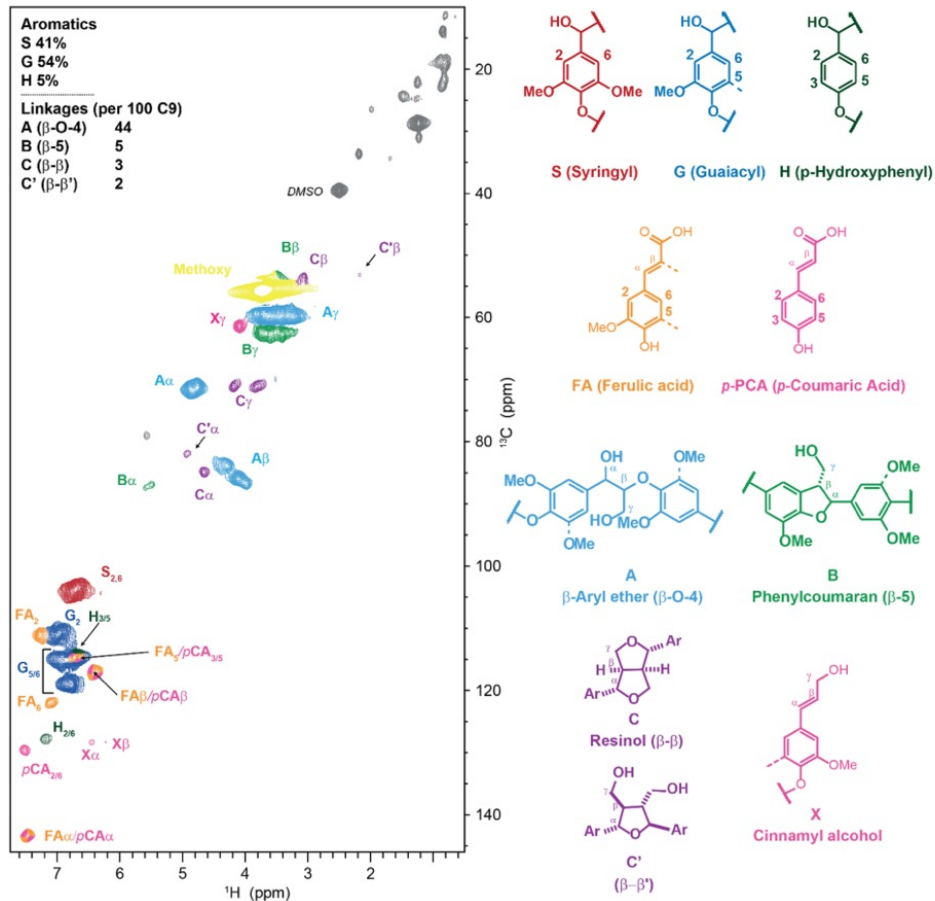 Aromatics
S 41%
G 54%
H 5%
Linkages (per 100 C9)
A (β-O-4) 44
B (β-5) 5
C (β-β) 3
C' (β-β') 2
DMSO
Bβ
Cβ
C'β
Methoxy
Aγ
Xγ
Bγ
Aα
Cγ
C'α
Aβ
Bα
Cα
S2,6
FA2
G2
H3/5
FA5/pCA3/5
G5/6
FAβ/pCAβ
FA6
H2/6
Xα
Xβ
pCA2/6
FAα/pCAα
20
40
60
80
100
120
140
13C (ppm)
7
6
5
4
3
2
1H (ppm)
HO
2
6
MeO
OMe
O
S (Syringyl)
HO
2
6
5
MeO
O
G (Guaiacyl)
HO
2
6
3
5
O
H (p-Hydroxyphenyl)
O
OH
β
α
2
6
5
MeO
OH
FA (Ferulic acid)
O
OH
β
α
2
6
3
5
OH
p-PCA (p-Coumaric Acid)
OH
α
β
γ
O
OMe
MeO
O
OMe
HO
MeO
A
β-Aryl ether (β-O-4)
HO
γ
β
α
O
OMe
OMe
OMe
B
Phenylcoumaran (β-5)
O
Ar
γ
β
H
H
α
Ar
O
C
Resinol (β-β)
OH
OH
γ
β
α
Ar
O
Ar
C'
(β–β')
OH
γ
β
α
OMe
O
X
Cinnamyl alcohol